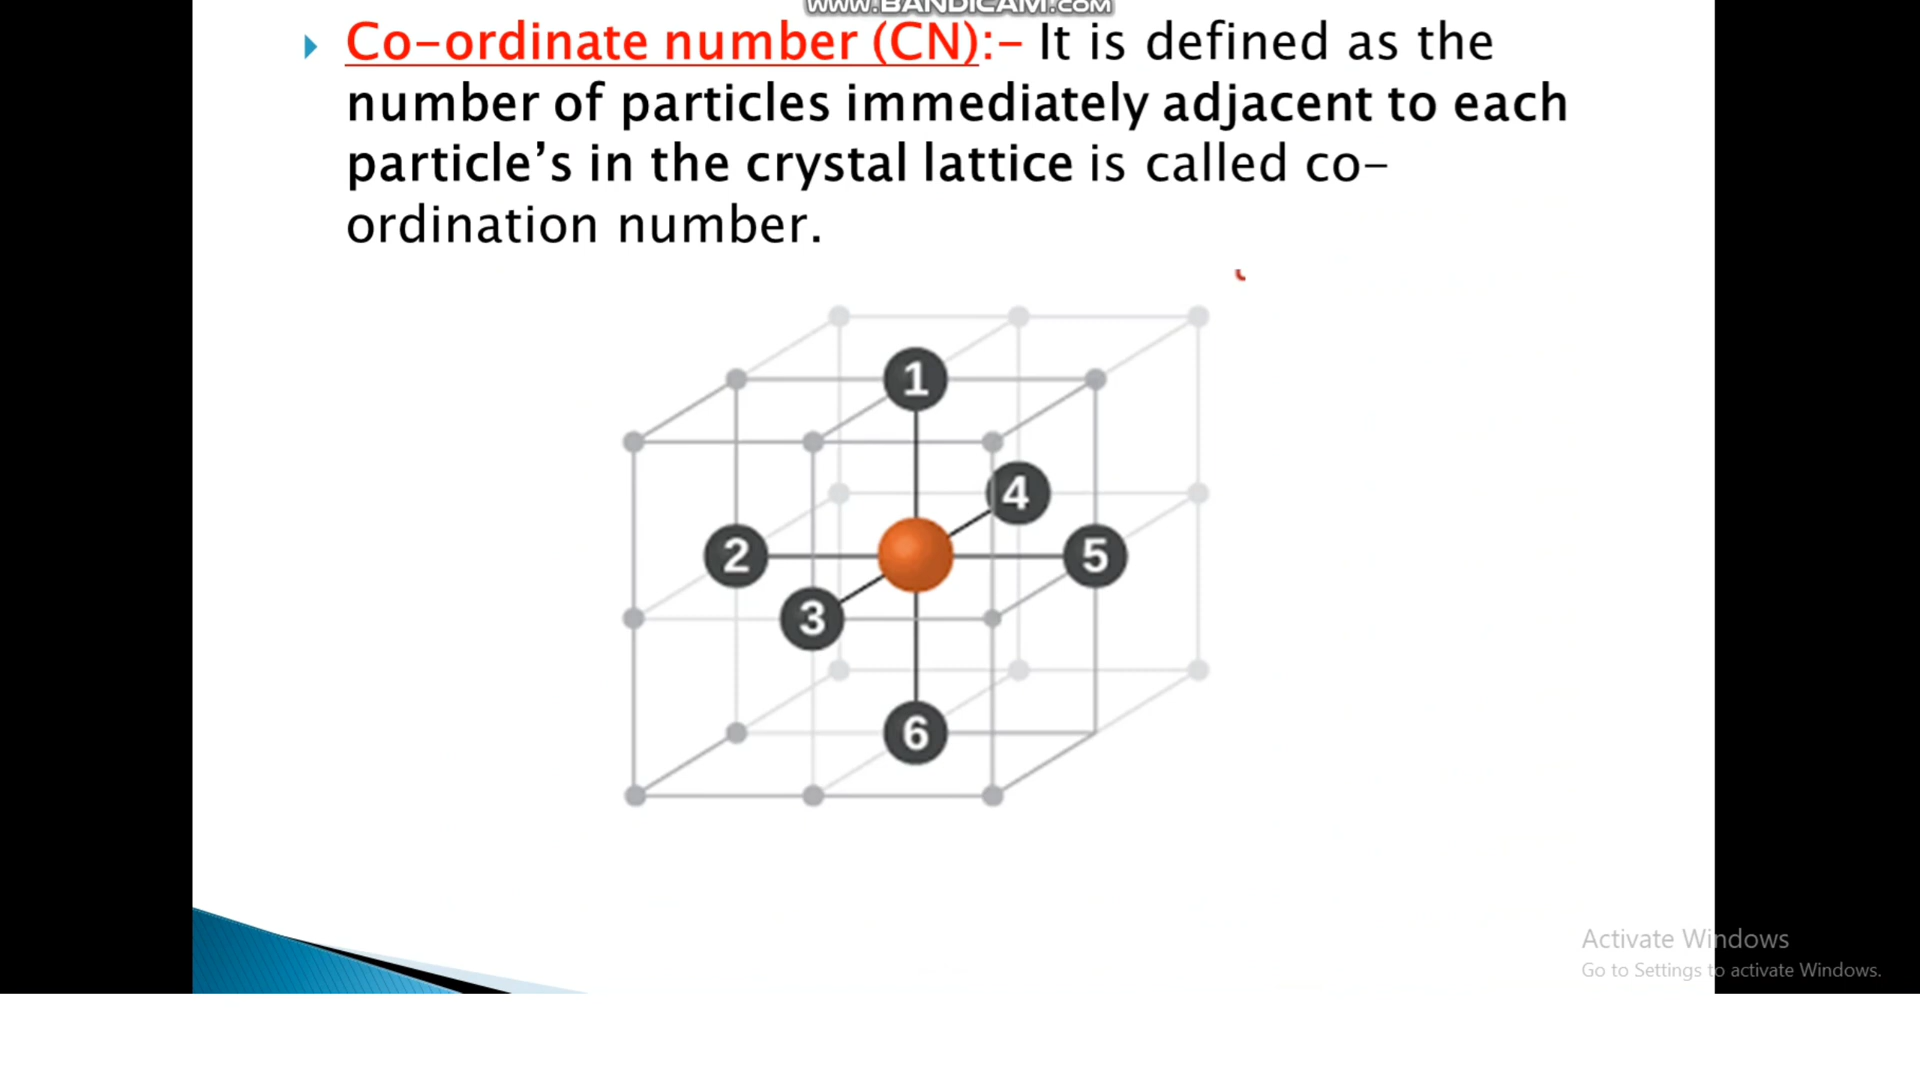 www.BANDICAM.com
Co-ordinate number (CN):- It is defined as the
number of particles immediately adjacent to each
particle’s in the crystal lattice is called co-
ordination number.
1
4
2
5
3
6
Activate Windows
Go to Settings to activate Windows.